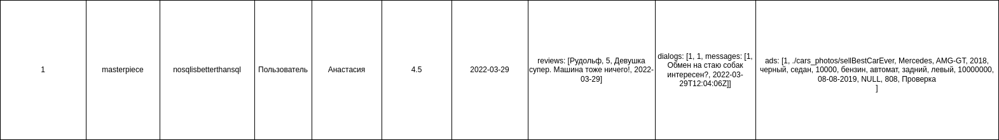 1
masterpiece
nosqlisbetterthansql
Пользователь
Анастасия
4.5
2022-03-29
reviews: [Рудольф, 5, Девушка
супер. Машина тоже ничего!, 2022-
03-29]
dialogs: [1, 1, messages: [1,
Обмен на стаю собак
интересен?, 2022-03-
29T12:04:06Z]]
ads: [1, ./cars_photos/sellBestCarEver, Mercedes, AMG-GT, 2018,
черный, седан, 10000, бензин, автомат, задний, левый, 10000000,
08-08-2019, NULL, 808, Проверка
]